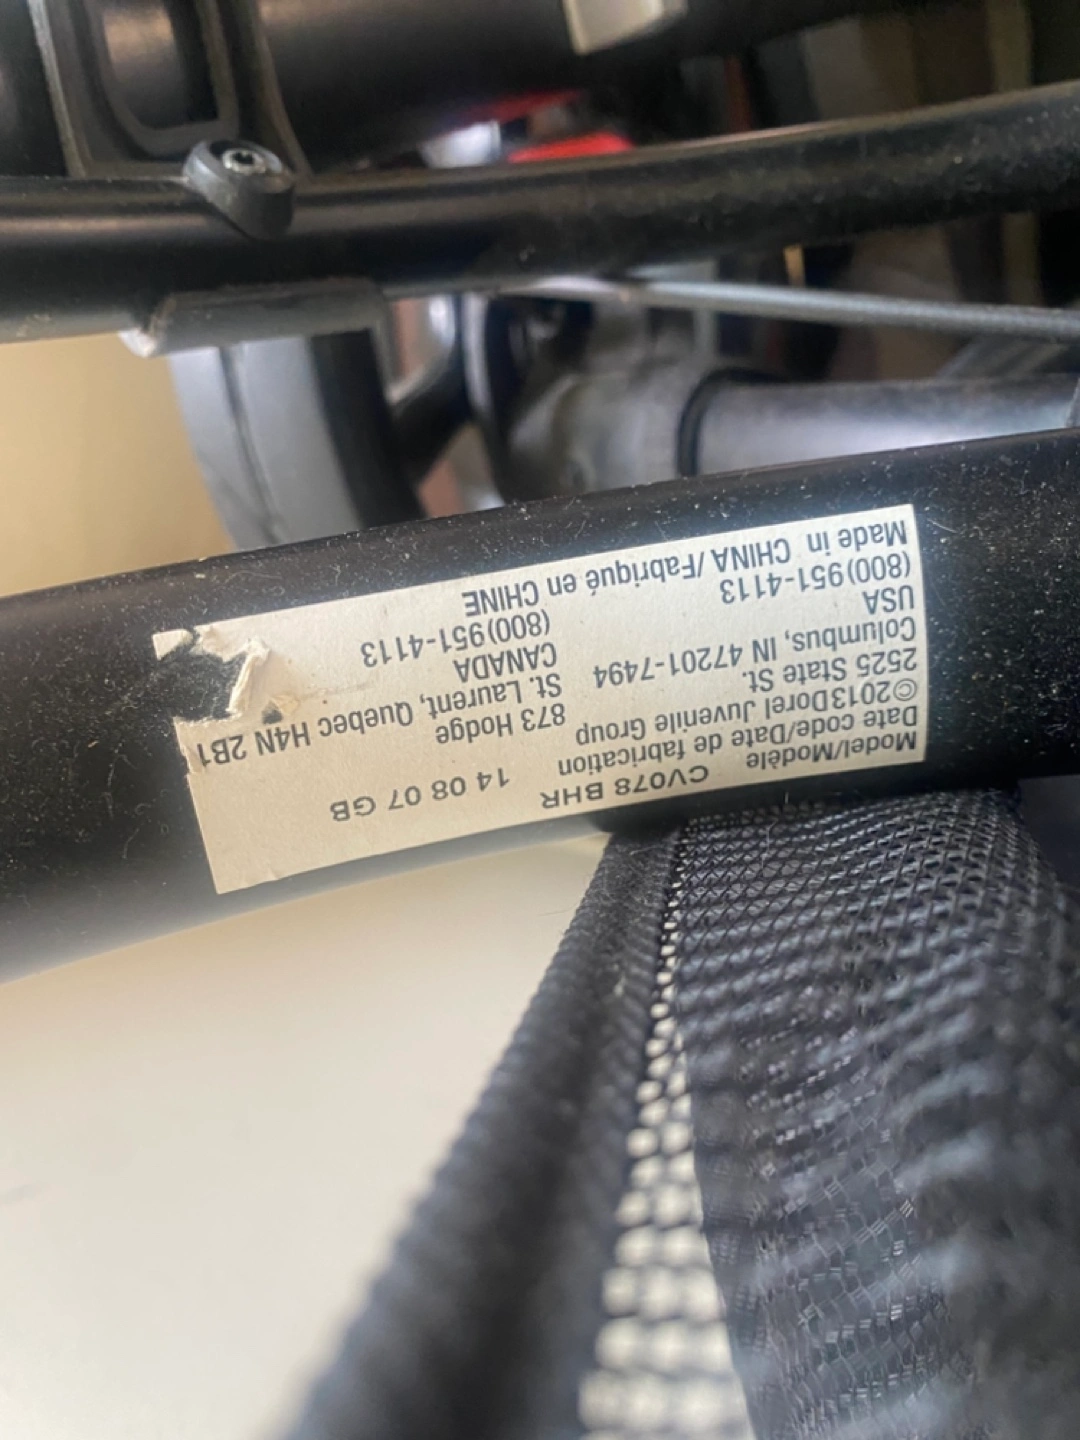 Model/Modèle CV078 BHR
Date code/Date de fabrication 14 08 07 GB
©2013Dorel Juvenile Group
2525 State St.
Columbus, IN 47201-7494
USA
(800)951-4113
873 Hodge
St. Laurent, Quebec H4N 2B1
CANADA
(800)951-4113
Made in CHINA/Fabriqué en CHINE